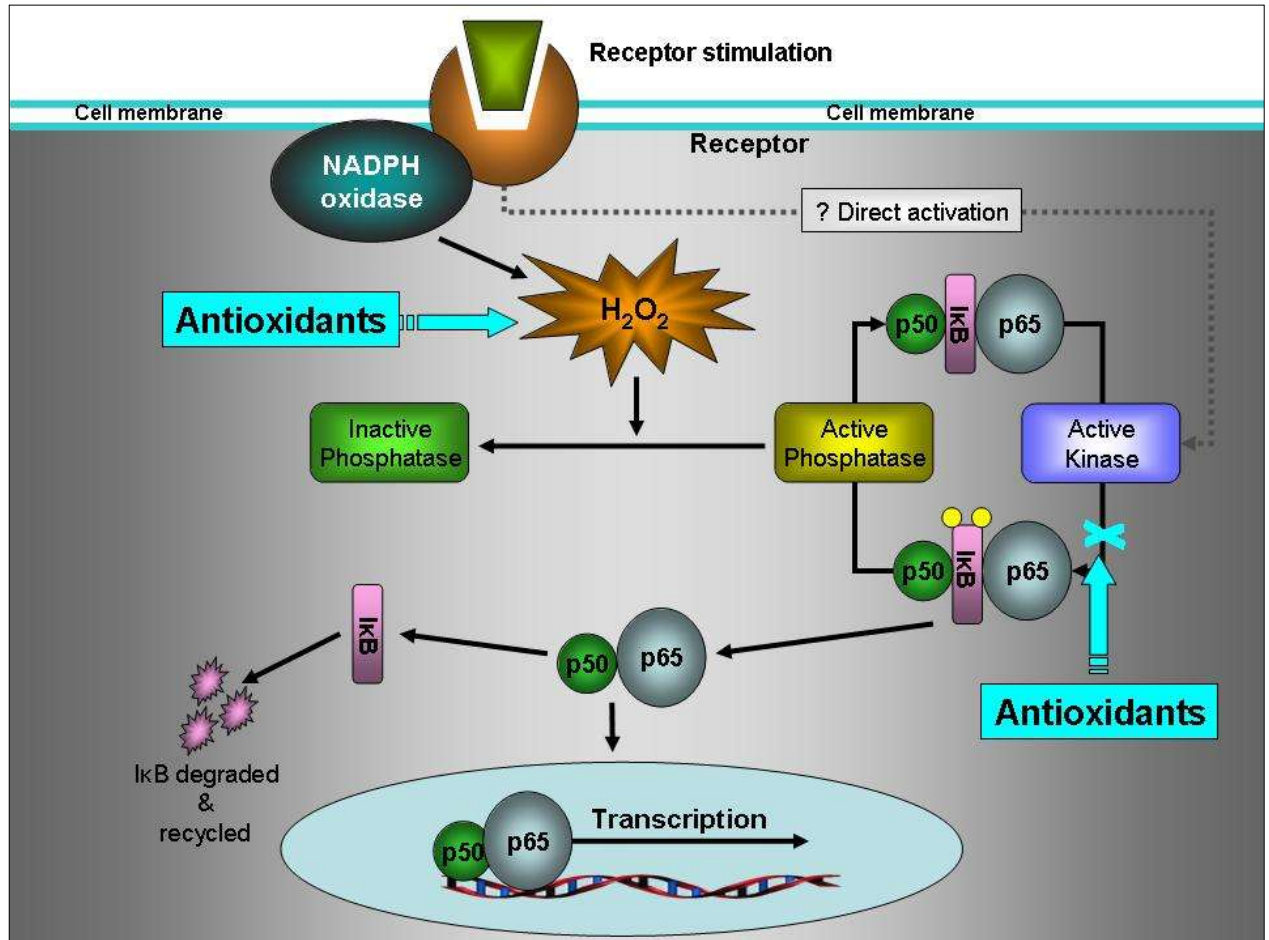 Receptor stimulation
Cell membrane
Cell membrane
Receptor
NADPH
oxidase
? Direct activation
Antioxidants
H₂O₂
p50
IκB
p65
Inactive
Phosphatase
Active
Phosphatase
Active
Kinase
p50
IκB
p65
IκB
p50
p65
Antioxidants
IκB degraded
&
recycled
p50
p65
Transcription